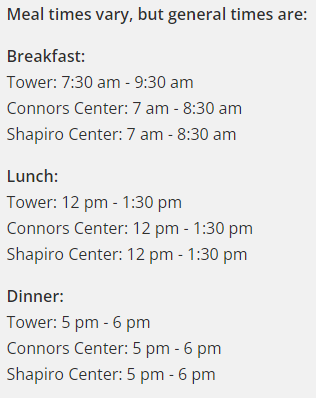 Meal times vary, but general times are:
Breakfast:
Tower: 7:30 am - 9:30 am
Connors Center: 7 am - 8:30 am
Shapiro Center: 7 am - 8:30 am
Lunch:
Tower: 12 pm - 1:30 pm
Connors Center: 12 pm - 1:30 pm
Shapiro Center: 12 pm - 1:30 pm
Dinner:
Tower: 5 pm - 6 pm
Connors Center: 5 pm - 6 pm
Shapiro Center: 5 pm - 6 pm